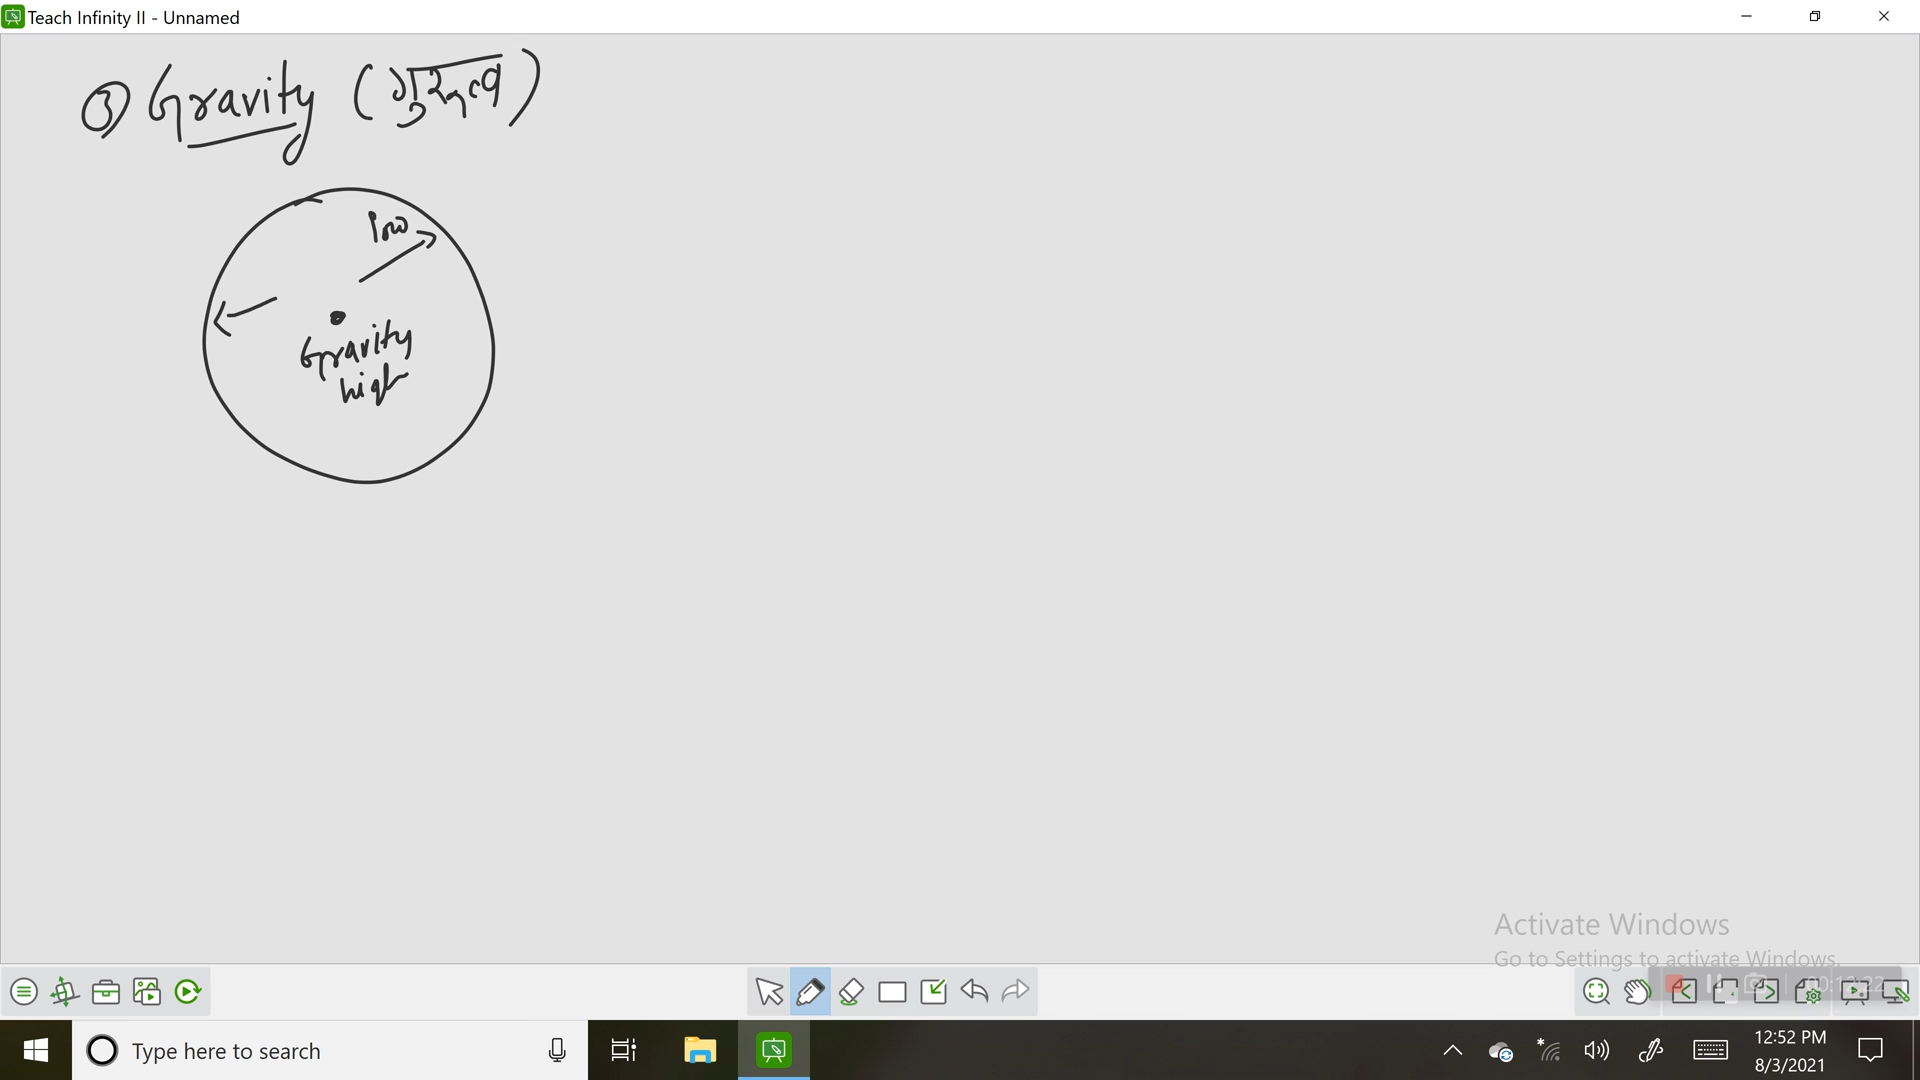 Teach Infinity II - Unnamed
③ Gravity (गुरुत्व)
low
Gravity
high
Activate Windows
Go to Settings to activate Windows.
Type here to search
12:52 PM
8/3/2021